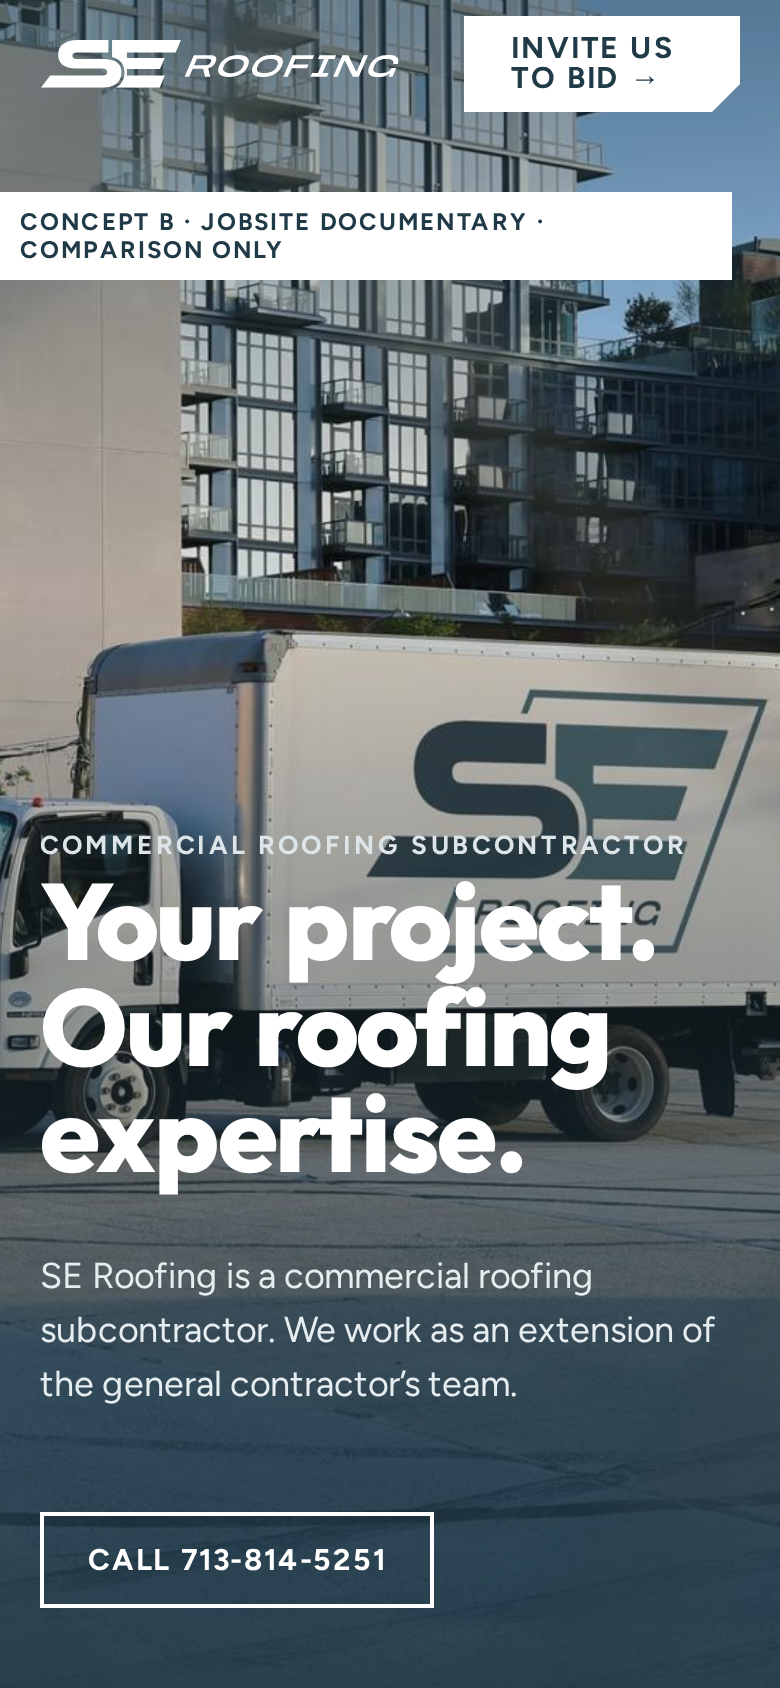 SE ROOFING
INVITE US
TO BID →
CONCEPT B · JOBSITE DOCUMENTARY ·
COMPARISON ONLY
SE
ROOFING
COMMERCIAL ROOFING SUBCONTRACTOR
Your project.
Our roofing
expertise.
SE Roofing is a commercial roofing
subcontractor. We work as an extension of
the general contractor’s team.
CALL 713-814-5251